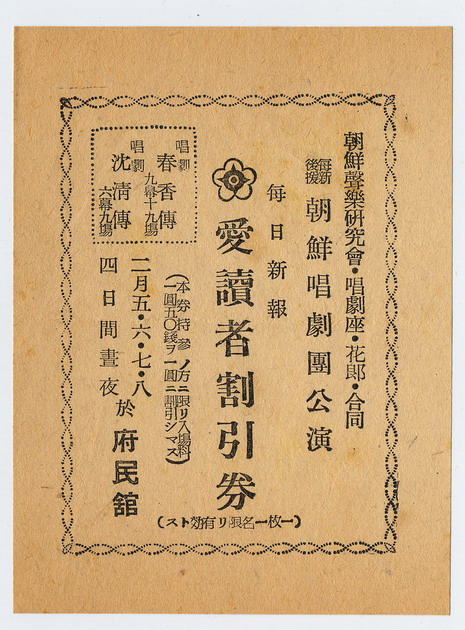 朝鮮聲樂硏究會・唱劇座・花郞・合同
每新後援
朝鮮唱劇團公演
每日新報
愛讀者割引券
(一枚一名限リ有効トス)
(本券持參ノ方ニ限リ入場料
一圓五〇錢ヲ一圓ニ割引シマス)
唱劇
春香傳
九幕十九場
唱劇
沈淸傳
六幕九場
二月五・六・七・八
四日間晝夜
於 府民舘